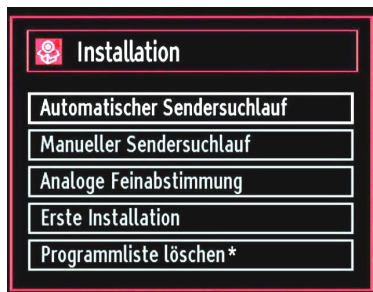 Installation
Automatischer Sendersuchlauf
Manueller Sendersuchlauf
Analoge Feinabstimmung
Erste Installation
Programmliste löschen*